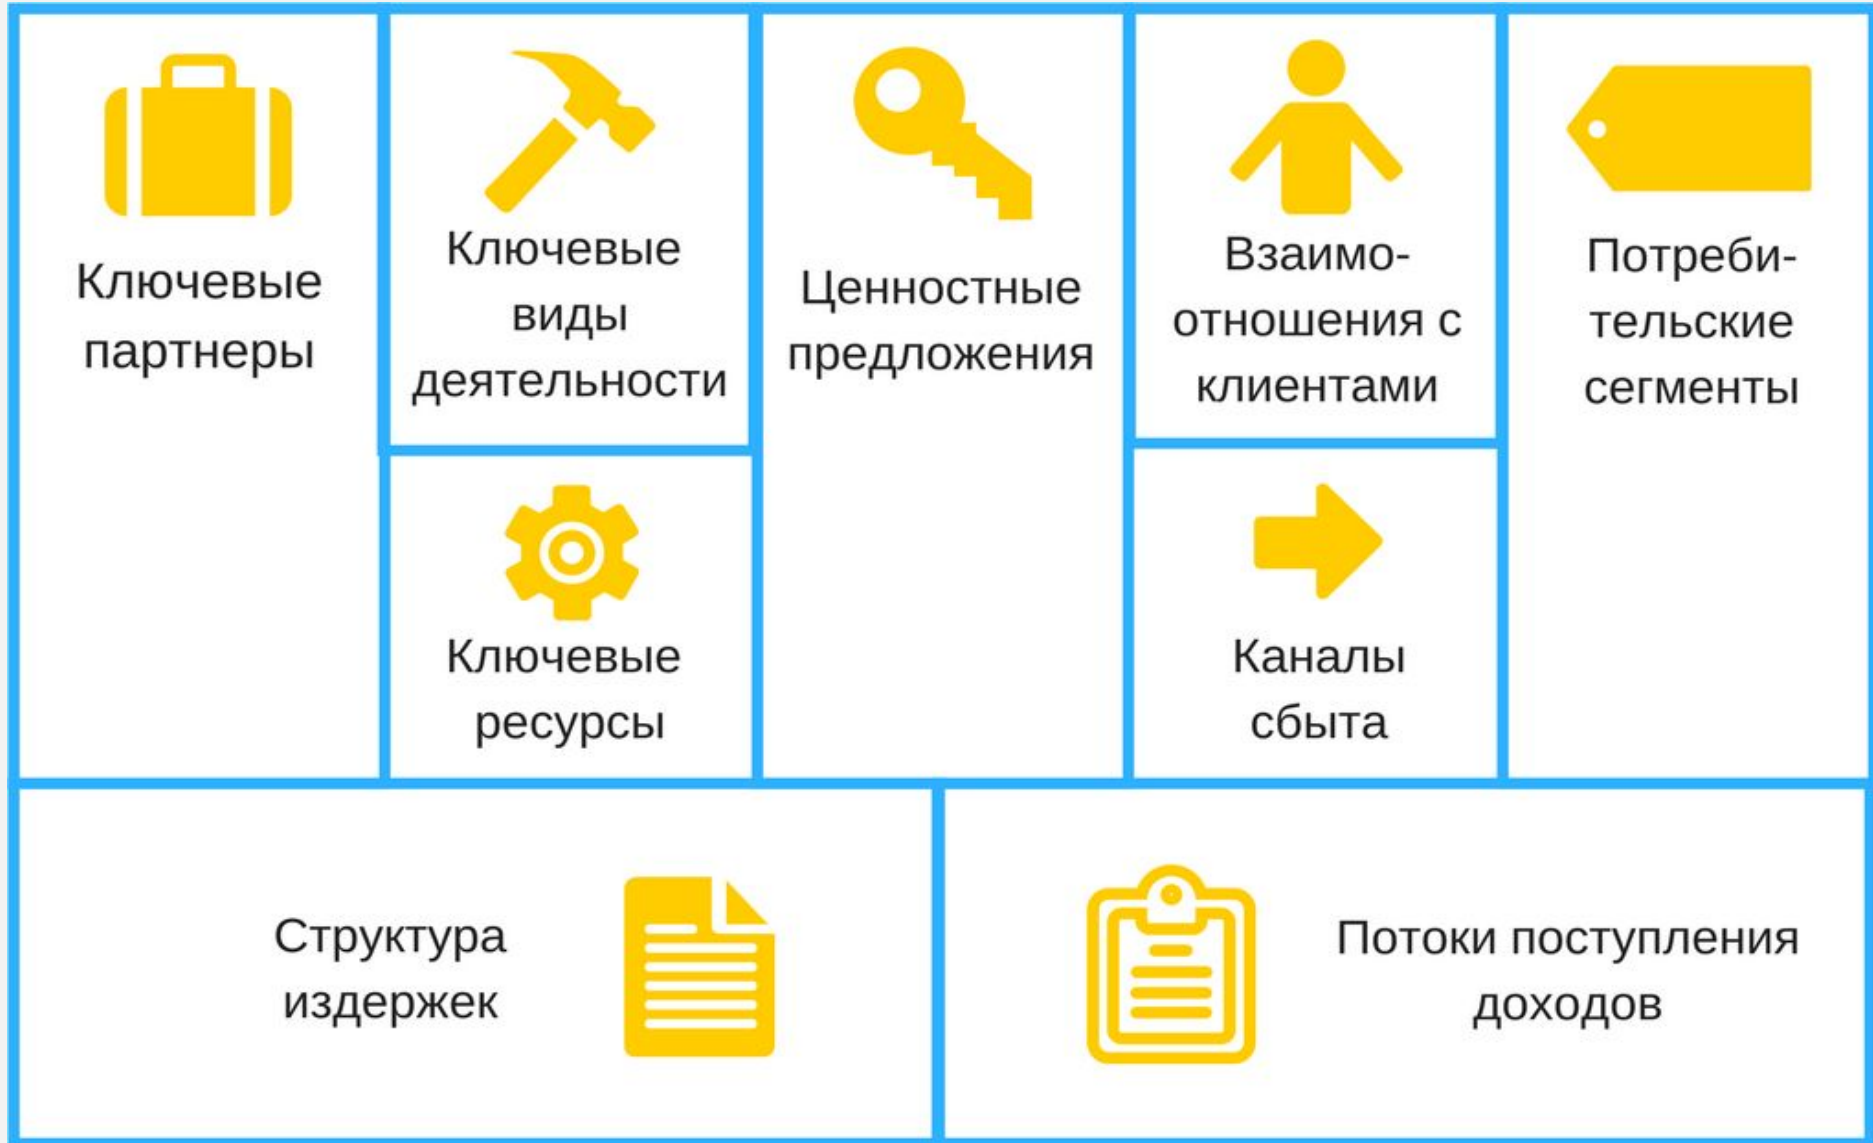 Ключевые
партнеры
Ключевые
виды
деятельности
Ключевые
ресурсы
Ценностные
предложения
Взаимо-
отношения с
клиентами
Каналы
сбыта
Потреби-
тельские
сегменты
Структура
издержек
Потоки поступления
доходов